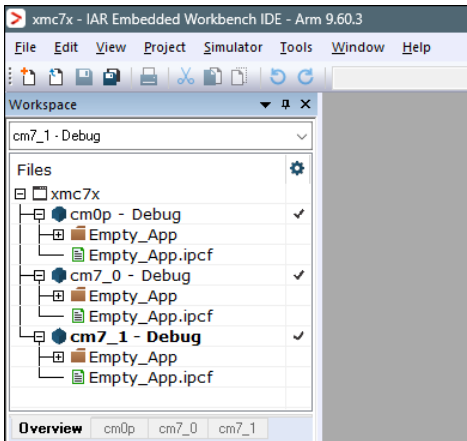 xmc7x - IAR Embedded Workbench IDE - Arm 9.60.3
File Edit View Project Simulator Tools Window Help
Workspace
cm7_1 - Debug
Files
xmc7x
cm0p - Debug
Empty_App
Empty_App.ipcf
cm7_0 - Debug
Empty_App
Empty_App.ipcf
cm7_1 - Debug
Empty_App
Empty_App.ipcf
Overview cm0p cm7_0 cm7_1